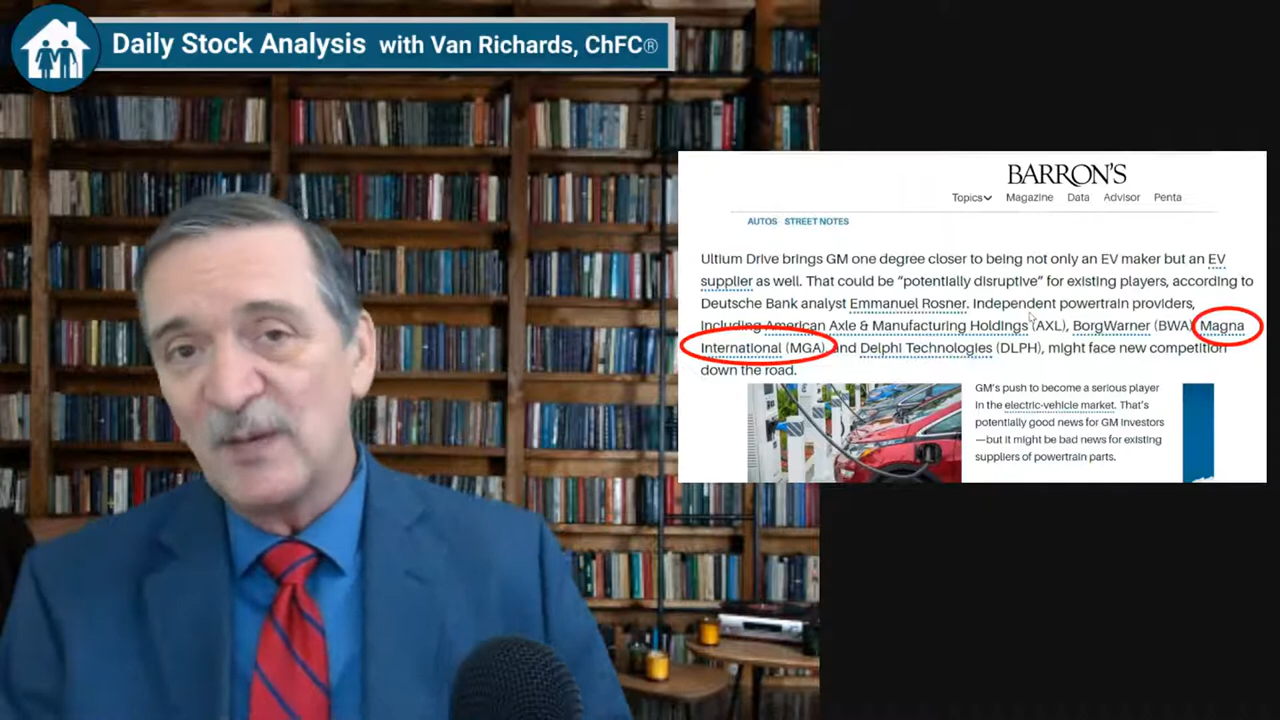 Daily Stock Analysis with Van Richards, ChFC®
BARRON'S
Topics Magazine Data Advisor Penta
AUTOS STREET NOTES
Ultium Drive brings GM one degree closer to being not only an EV maker but an EV
supplier as well. That could be “potentially disruptive” for existing players, according to
Deutsche Bank analyst Emmanuel Rosner. Independent powertrain providers,
including American Axle & Manufacturing Holdings (AXL), BorgWarner (BWA) Magna
International (MGA) and Delphi Technologies (DLPH), might face new competition
down the road.
GM's push to become a serious player
in the electric-vehicle market. That's
potentially good news for GM investors
—but it might be bad news for existing
suppliers of powertrain parts.